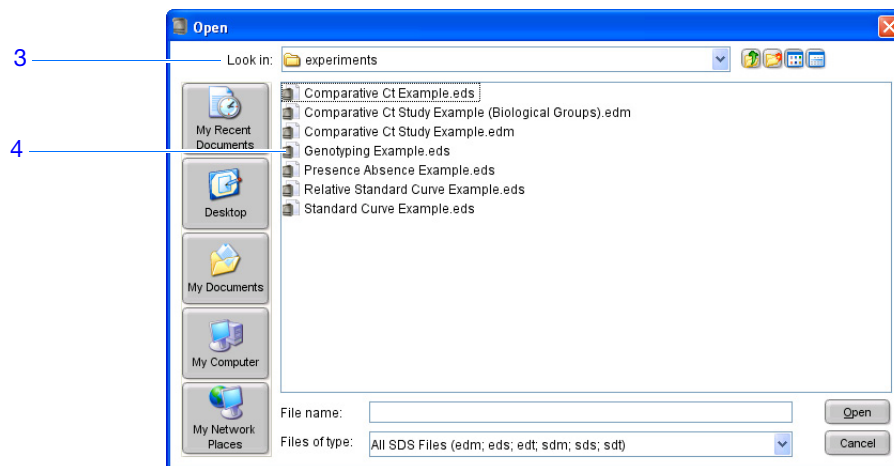 Open
3
Look in:
experiments
My Recent
Documents
Desktop
My Documents
My Computer
My Network
Places
Comparative Ct Example.eds
Comparative Ct Study Example (Biological Groups).edm
Comparative Ct Study Example.edm
4
Genotyping Example.eds
Presence Absence Example.eds
Relative Standard Curve Example.eds
Standard Curve Example.eds
File name:
Open
Files of type:
All SDS Files (edm; eds; edt; sdm; sds; sdt)
Cancel